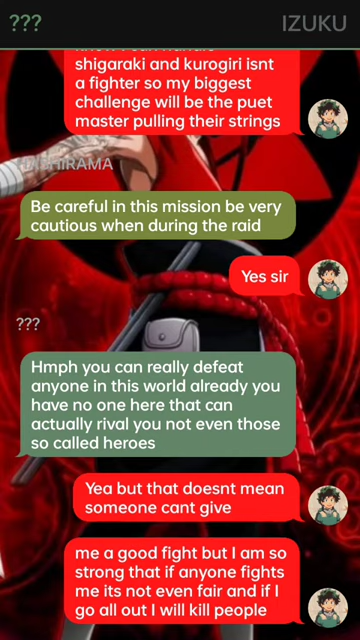 ??? IZUKU
shigaraki and kurogiri isnt
a fighter so my biggest
challenge will be the puet
master pulling their strings
HASHIRAMA
Be careful in this mission be very
cautious when during the raid
Yes sir
???
Hmph you can really defeat
anyone in this world already you
have no one here that can
actually rival you not even those
so called heroes
Yea but that doesnt mean
someone cant give
me a good fight but I am so
strong that if anyone fights
me its not even fair and if I
go all out I will kill people